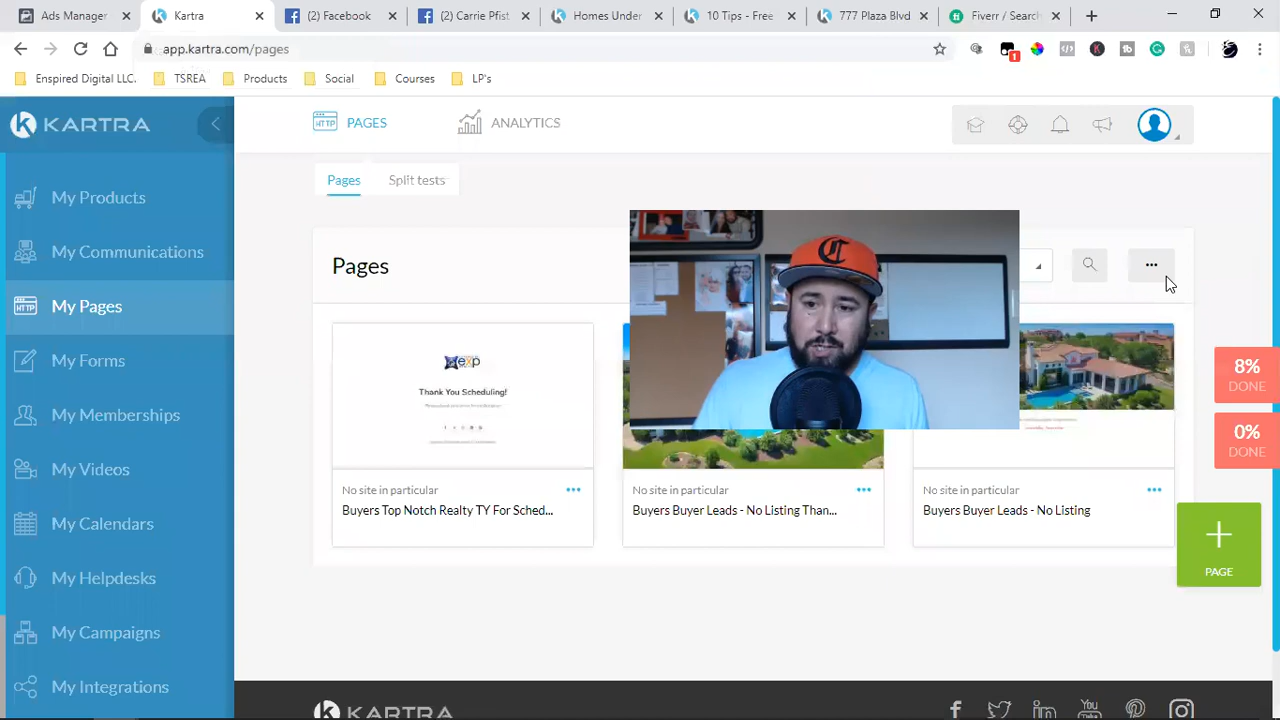 Ads Manager
Kartra
(2) Facebook
(2) Carrie Pfist
Homes Under
10 Tips - Free
777 Plaza Blvd
Fiverr / Search
app.kartra.com/pages
1
Enspired Digital LLC.
TSREA
Products
Social
Courses
LP's
KARTRA
PAGES
ANALYTICS
My Products
My Communications
My Pages
My Forms
My Memberships
My Videos
My Calendars
My Helpdesks
My Campaigns
My Integrations
Pages
Split tests
Pages
8%
DONE
0%
DONE
exp
Thank You Scheduling!
No site in particular
Buyers Top Notch Realty TY For Sched...
No site in particular
Buyers Buyer Leads - No Listing Than...
No site in particular
Buyers Buyer Leads - No Listing
PAGE
KARTRA